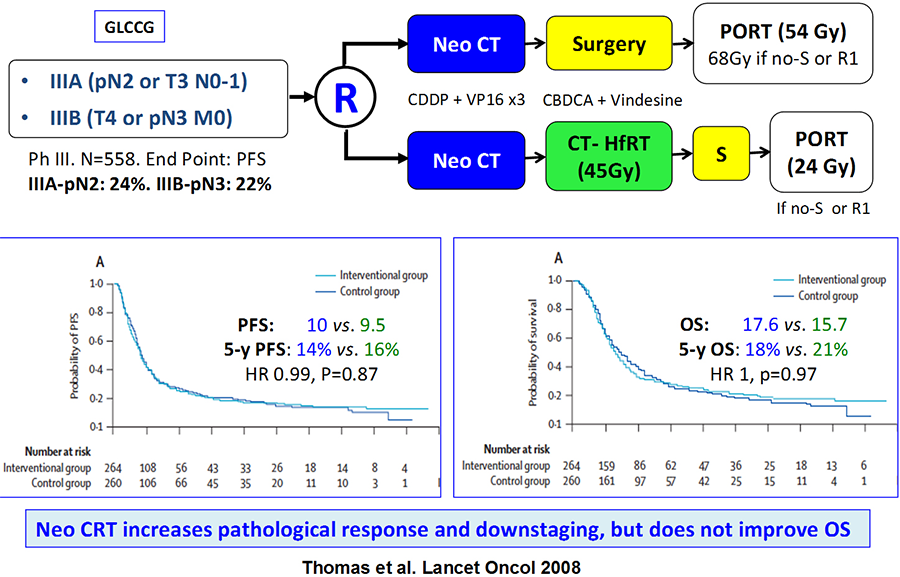 GLCCG
• IIIA (pN2 or T3 N0-1)
• IIIB (T4 or pN3 M0)
Ph III. N=558. End Point: PFS
IIIA-pN2: 24%. IIIB-pN3: 22%
R
Neo CT
Surgery
PORT (54 Gy)
68Gy if no-S or R1
CDDP + VP16 x3
CBDCA + Vindesine
Neo CT
CT- HfRT
(45Gy)
S
PORT
(24 Gy)
If no-S or R1
A
Interventional group
Control group
Probability of PFS
1·0
0·8
0·6
0·4
0·2
0·1
PFS: 10 vs. 9.5
5-y PFS: 14% vs. 16%
HR 0.99, P=0.87
Number at risk
Interventional group 264 108 56 43 33 26 18 14 8 4
Control group 260 106 66 45 35 20 11 10 3 1
A
Interventional group
Control group
Probability of survival
1·0
0·8
0·6
0·4
0·2
0·1
OS: 17.6 vs. 15.7
5-y OS: 18% vs. 21%
HR 1, p=0.97
Number at risk
Interventional group 264 159 86 62 47 36 25 18 13 6
Control group 260 161 97 57 42 25 15 11 4 1
Neo CRT increases pathological response and downstaging, but does not improve OS
Thomas et al. Lancet Oncol 2008